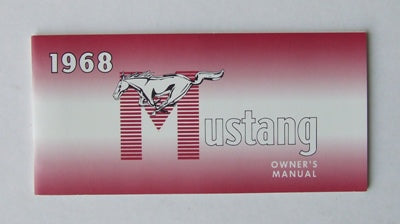 1968
Mustang
OWNER'S
MANUAL